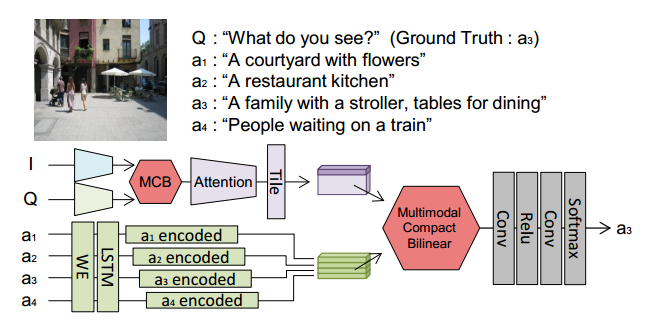 Q : “What do you see?” (Ground Truth : a₃)
a₁ : “A courtyard with flowers”
a₂ : “A restaurant kitchen”
a₃ : “A family with a stroller, tables for dining”
a₄ : “People waiting on a train”
I
Q
MCB
Attention
Tile
a₁
a₂
a₃
a₄
WE
LSTM
a₁ encoded
a₂ encoded
a₃ encoded
a₄ encoded
Multimodal
Compact
Bilinear
Conv
Relu
Conv
Softmax
a₃